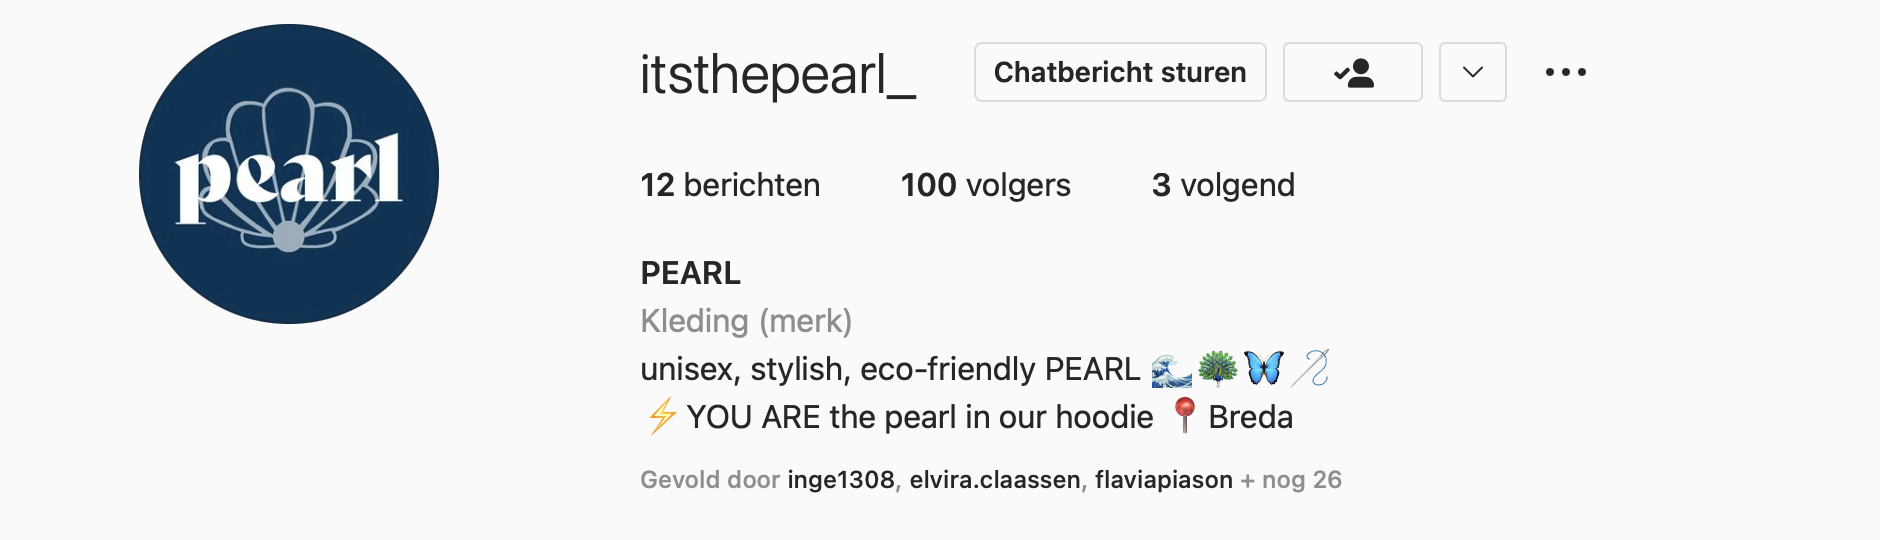 pearl
itsthepearl_ Chatbericht sturen
12 berichten 100 volgers 3 volgend
PEARL
Kleding (merk)
unisex, stylish, eco-friendly PEARL 🌊🦚🦋🪡
⚡YOU ARE the pearl in our hoodie 📍 Breda
Gevold door inge1308, elvira.claassen, flaviapiason + nog 26